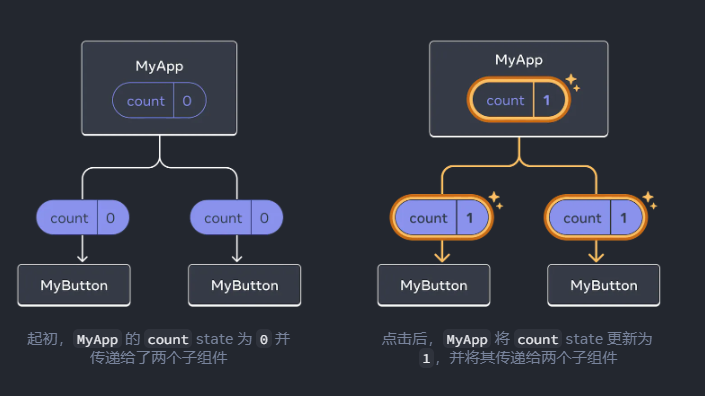 MyApp
count 0
count 0
count 0
MyButton
MyButton
起初，MyApp 的 count state 为 0 并
传递给了两个子组件
MyApp
count 1
count 1
count 1
MyButton
MyButton
点击后，MyApp 将 count state 更新为
1，并将其传递给两个子组件